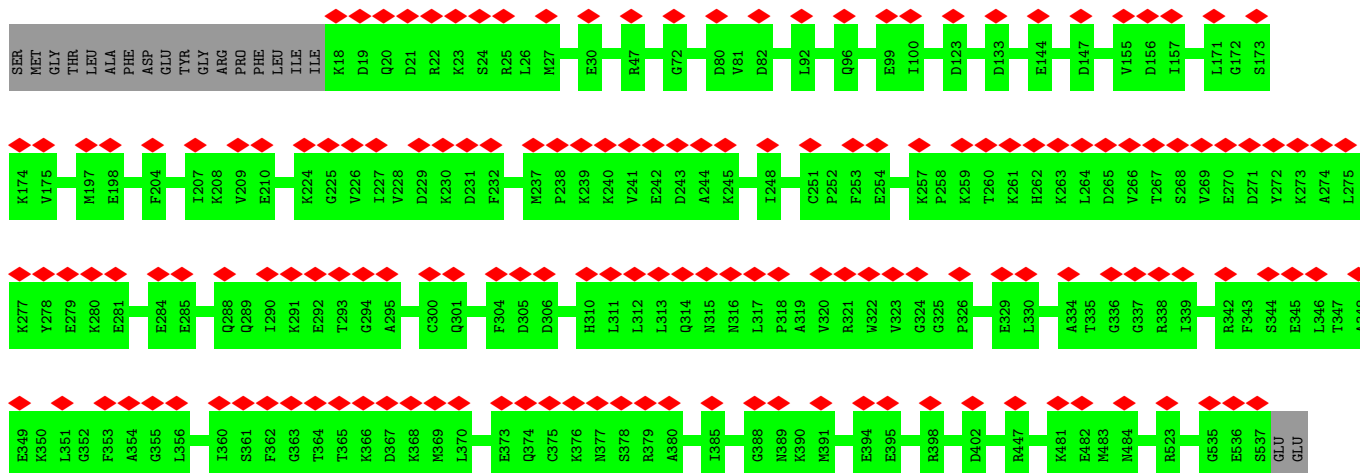 SER MET GLY THR LEU ALA PHE ASP GLU TYR GLY ARG PRO PHE LEU ILE ILE K18 D19 Q20 D21 R22 K23 S24 R25 L26 M27 E30 R47 G72 D80 V81 D82 L92 Q96 E99 I100 D123 D133 E144 D147 V155 D156 I157 L171 G172 S173
K174 V175 M197 E198 F204 I207 K208 V209 E210 K224 G225 V226 I227 V228 D229 K230 D231 F232 M237 P238 K239 K240 V241 E242 D243 A244 K245 I248 C251 P252 F253 E254 K257 P258 K259 T260 K261 H262 K263 L264 D265 V266 T267 S268 V269 E270 D271 Y272 K273 A274 L275
K277 Y278 E279 K280 E281 E284 E285 Q288 Q289 I290 K291 E292 T293 G294 A295 C300 Q301 F304 D305 D306 H310 L311 L312 L313 Q314 N315 N316 L317 P318 A319 V320 R321 W322 V323 G324 G325 P326 E329 L330 A334 T335 G336 G337 R338 I339 R342 F343 S344 E345 L346 T347
E349 K350 L351 G352 F353 A354 G355 L356 I360 S361 F362 G363 T364 T365 K366 D367 K368 M369 L370 E373 Q374 C375 K376 N377 S378 R379 A380 I385 G388 N389 K390 M391 E394 E395 R398 D402 R447 K481 E482 M483 N484 R523 G535 E536 S537 GLU GLU